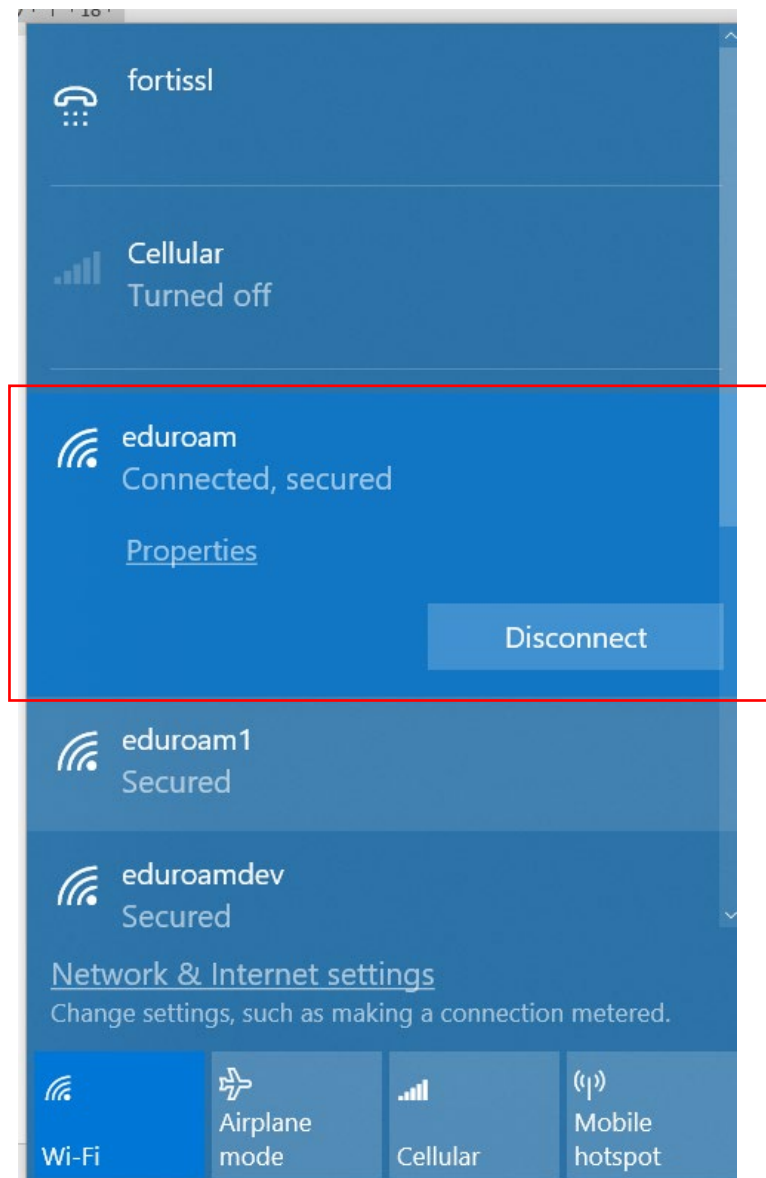 18
fortissl
Cellular
Turned off
eduroam
Connected, secured
Properties
Disconnect
eduroam1
Secured
eduroamdev
Secured
Network & Internet settings
Change settings, such as making a connection metered.
Wi-Fi
Airplane
mode
Cellular
Mobile
hotspot